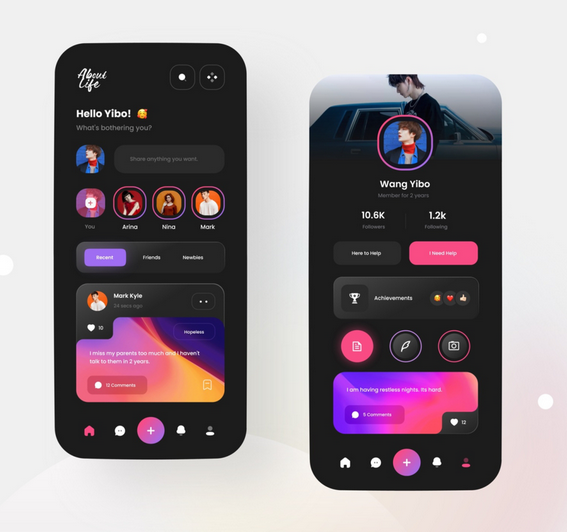 About
Life
Hello Yibo!
What's bothering you?
Share anything you want.
You
Arina
Nina
Mark
Recent
Friends
Newbies
Mark Kyle
24 secs ago
10
Hopeless
I miss my parents too much and I haven't
talk to them in 2 years.
12 Comments
Wang Yibo
Member for 2 years
10.6K
1.2k
Followers
Following
Here to Help
I Need Help
Achievements
I am having restless nights. Its hard.
5 Comments
12